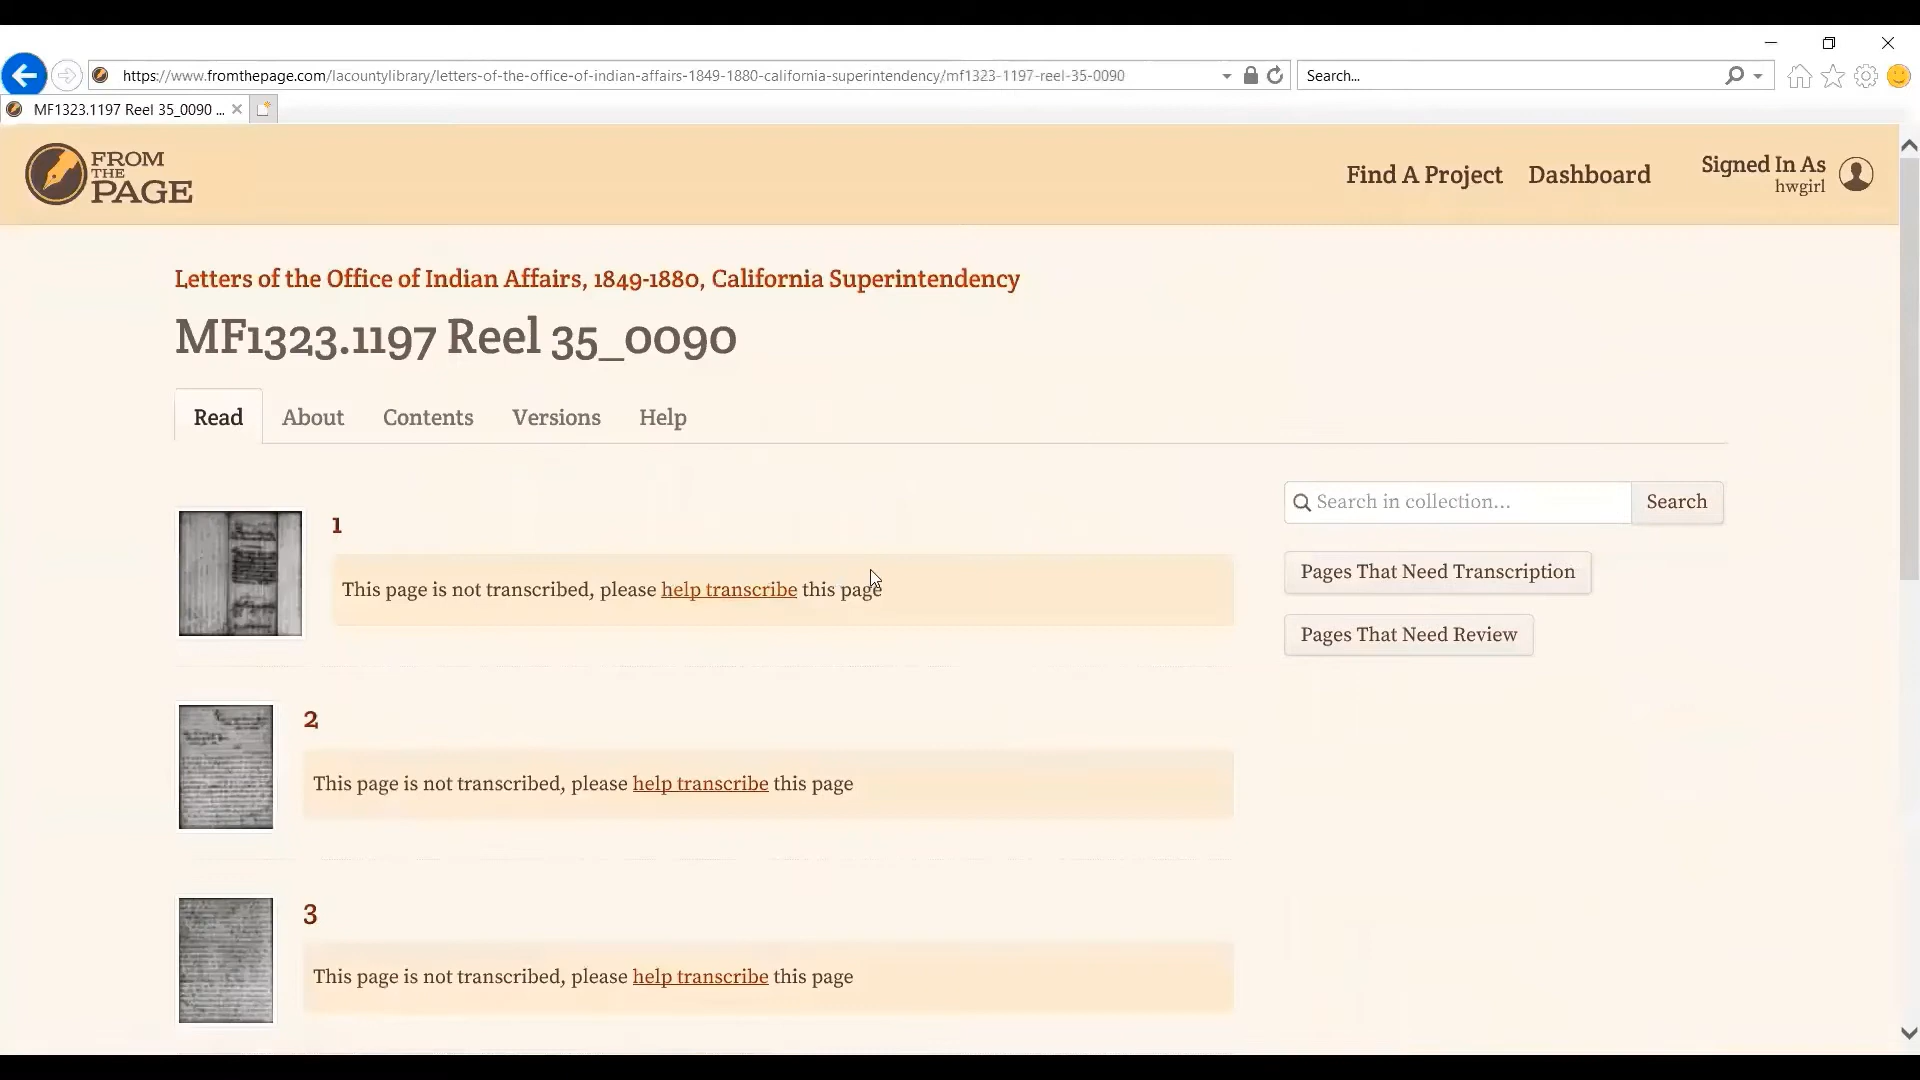 https://www.fromthepage.com/lacountylibrary/letters-of-the-office-of-indian-affairs-1849-1880-california-superintendency/mf1323-1197-reel-35-0090
Search...
MF1323.1197 Reel 35_0090 ...
FROM
THE
PAGE
Find A Project
Dashboard
Signed In As
hwgirl
Letters of the Office of Indian Affairs, 1849-1880, California Superintendency
MF1323.1197 Reel 35_0090
Read
About
Contents
Versions
Help
Search in collection...
Search
1
This page is not transcribed, please help transcribe this page
Pages That Need Transcription
Pages That Need Review
2
This page is not transcribed, please help transcribe this page
3
This page is not transcribed, please help transcribe this page